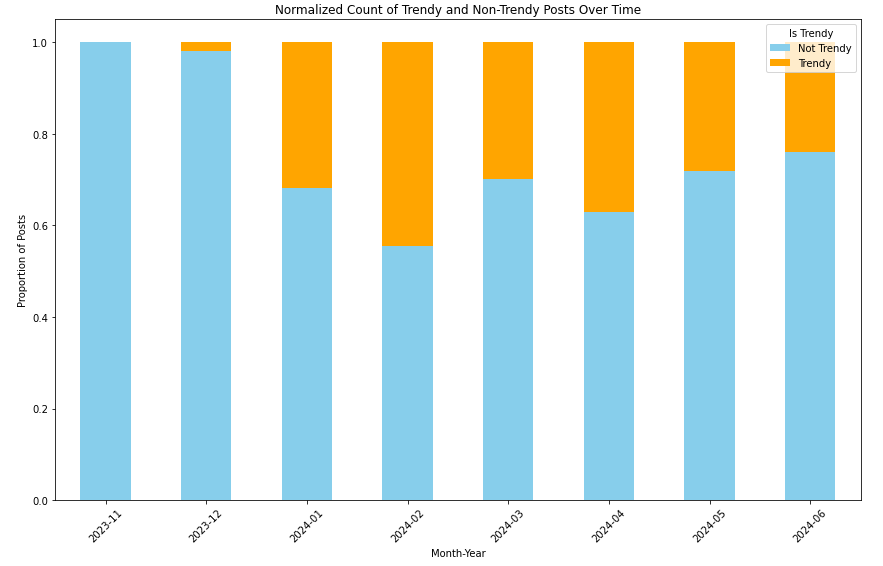 Normalized Count of Trendy and Non-Trendy Posts Over Time
Is Trendy
Not Trendy
Trendy
Proportion of Posts
1.0
0.8
0.6
0.4
0.2
0.0
2023-11
2023-12
2024-01
2024-02
2024-03
2024-04
2024-05
2024-06
Month-Year